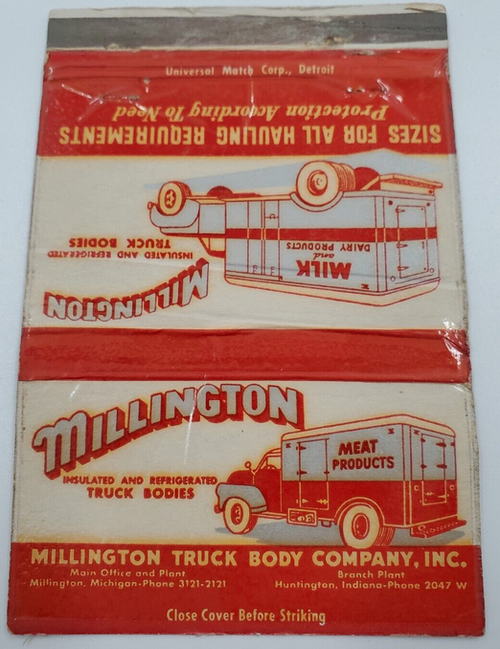 Universal Match Corp., Detroit
SIZES FOR ALL HAULING REQUIREMENTS
Protection According To Need
MILK
and
DAIRY PRODUCTS
MILLINGTON
INSULATED AND REFRIGERATED
TRUCK BODIES
MILLINGTON
INSULATED AND REFRIGERATED
TRUCK BODIES
MEAT
PRODUCTS
MILLINGTON TRUCK BODY COMPANY, INC.
Main Office and Plant
Millington, Michigan-Phone 3121-2121
Branch Plant
Huntington, Indiana-Phone 2047 W
Close Cover Before Striking